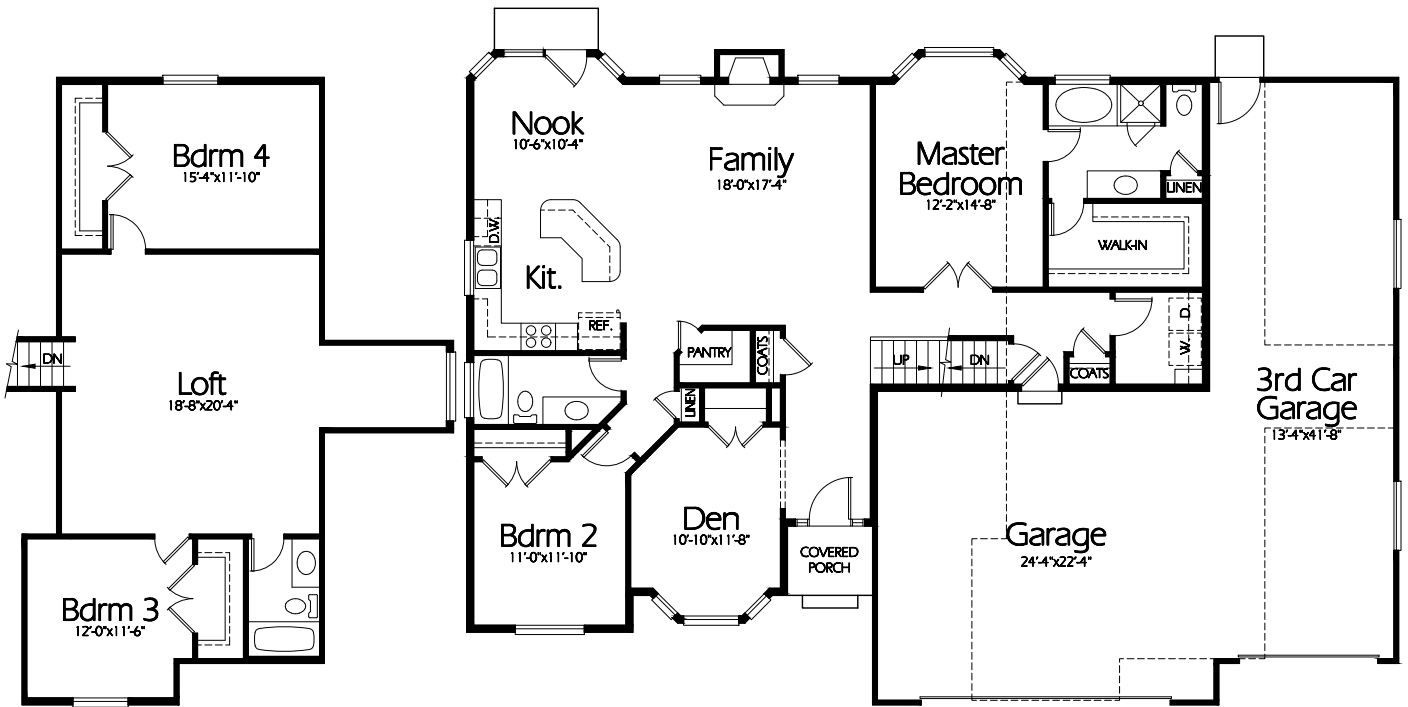 Bdrm 4
15'-4"x11'-10"
DN
Loft
18'-8"x20'-4"
Bdrm 3
12'-0"x11'-6"
Nook
10'-6"x10'-4"
Family
18'-0"x17'-4"
D.W.
Kit.
REF.
PANTRY
COATS
LINEN
Bdrm 2
11'-0"x11'-10"
Den
10'-10"x11'-8"
COVERED
PORCH
Master
Bedroom
12'-2"x14'-8"
LINEN
WALK-IN
UP
DN
COATS
D.
W.
Garage
24'-4"x22'-4"
3rd Car
Garage
13'-4"x41'-8"